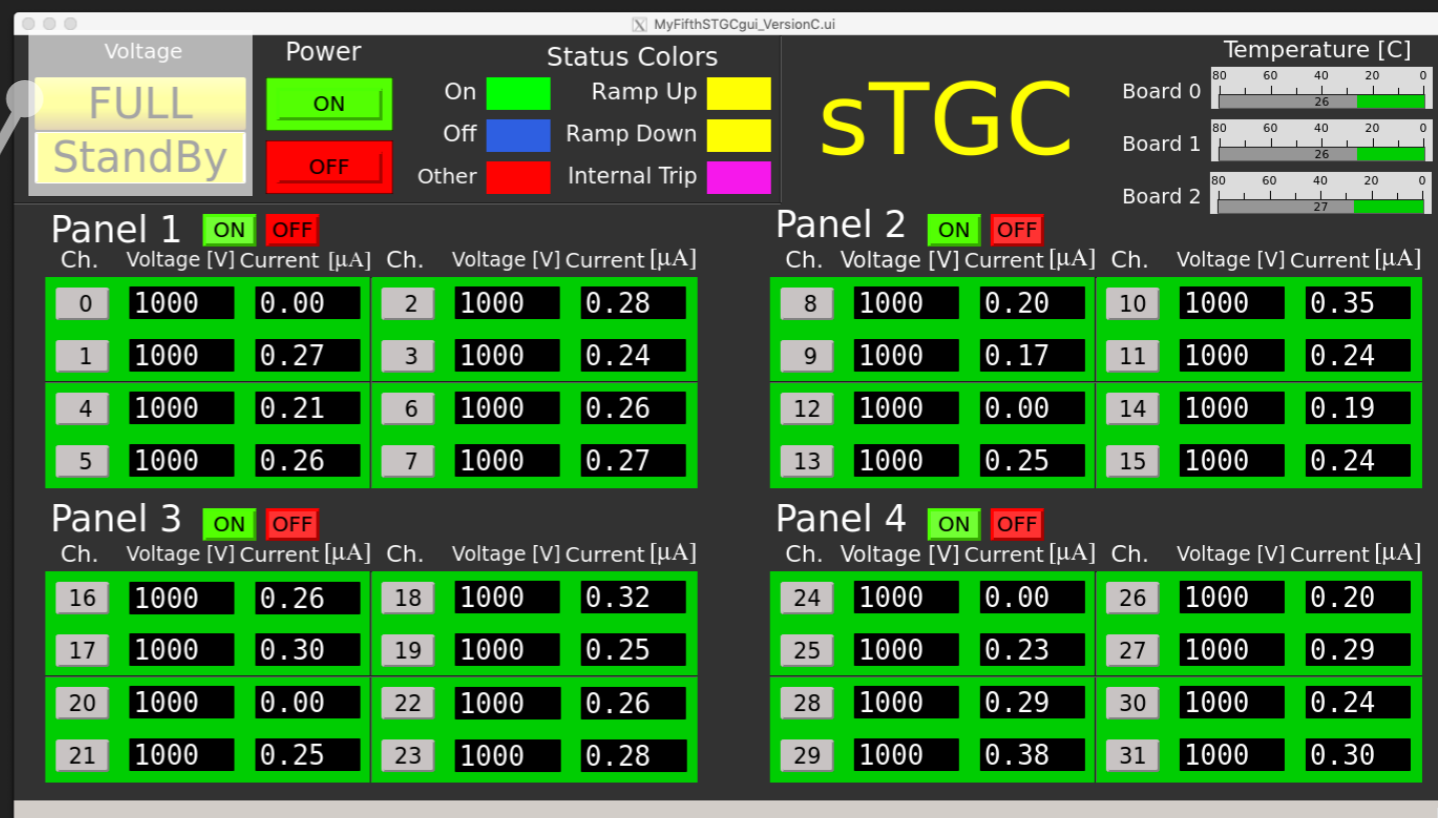 MyFifthSTGCgui_VersionC.ui
Voltage
FULL
StandBy
Power
ON
OFF
Status Colors
On Ramp Up
Off Ramp Down
Other Internal Trip
sTGC
Temperature [C]
Board 0 80 60 40 20 0
26
Board 1 80 60 40 20 0
26
Board 2 80 60 40 20 0
27
Panel 1 ON OFF
Ch. Voltage [V] Current [μA] Ch. Voltage [V] Current [μA]
0 1000 0.00 2 1000 0.28
1 1000 0.27 3 1000 0.24
4 1000 0.21 6 1000 0.26
5 1000 0.26 7 1000 0.27
Panel 2 ON OFF
Ch. Voltage [V] Current [μA] Ch. Voltage [V] Current [μA]
8 1000 0.20 10 1000 0.35
9 1000 0.17 11 1000 0.24
12 1000 0.00 14 1000 0.19
13 1000 0.25 15 1000 0.24
Panel 3 ON OFF
Ch. Voltage [V] Current [μA] Ch. Voltage [V] Current [μA]
16 1000 0.26 18 1000 0.32
17 1000 0.30 19 1000 0.25
20 1000 0.00 22 1000 0.26
21 1000 0.25 23 1000 0.28
Panel 4 ON OFF
Ch. Voltage [V] Current [μA] Ch. Voltage [V] Current [μA]
24 1000 0.00 26 1000 0.20
25 1000 0.23 27 1000 0.29
28 1000 0.29 30 1000 0.24
29 1000 0.38 31 1000 0.30